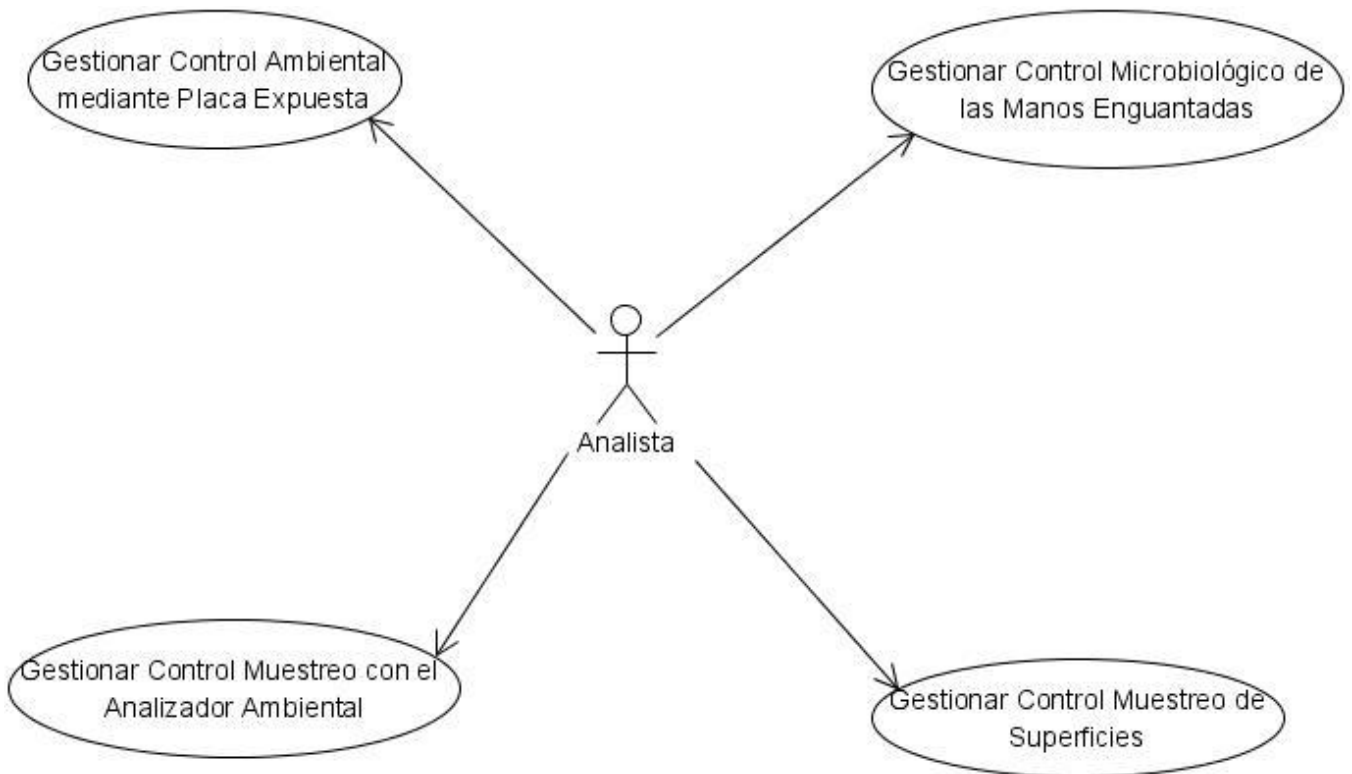 Gestionar Control Ambiental
mediante Placa Expuesta
Gestionar Control Microbiológico de
las Manos Enguantadas
Analista
Gestionar Control Muestreo con el
Analizador Ambiental
Gestionar Control Muestreo de
Superficies